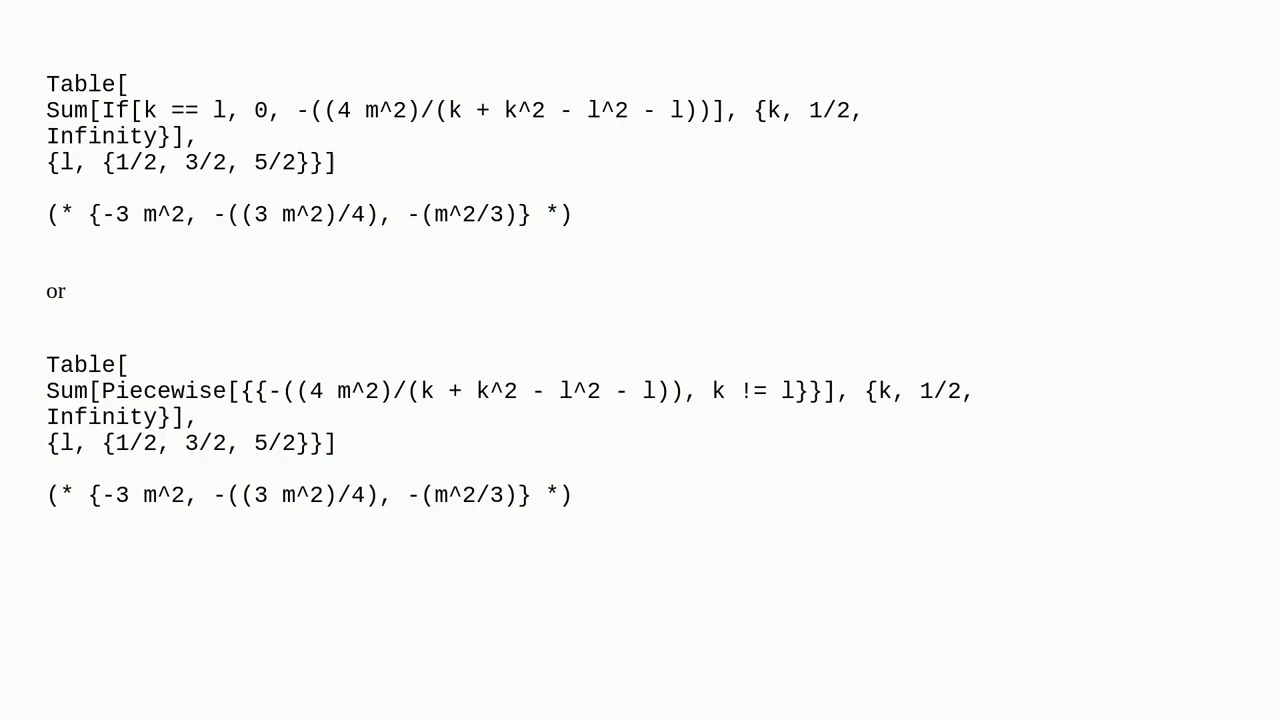 Table[
Sum[If[k == l, 0, -((4 m^2)/(k + k^2 - l^2 - l))], {k, 1/2,
Infinity}],
{l, {1/2, 3/2, 5/2}}]
(* {-3 m^2, -((3 m^2)/4), -(m^2/3)} *)
or
Table[
Sum[Piecewise[{{-((4 m^2)/(k + k^2 - l^2 - l)), k != l}}], {k, 1/2,
Infinity}],
{l, {1/2, 3/2, 5/2}}]
(* {-3 m^2, -((3 m^2)/4), -(m^2/3)} *)